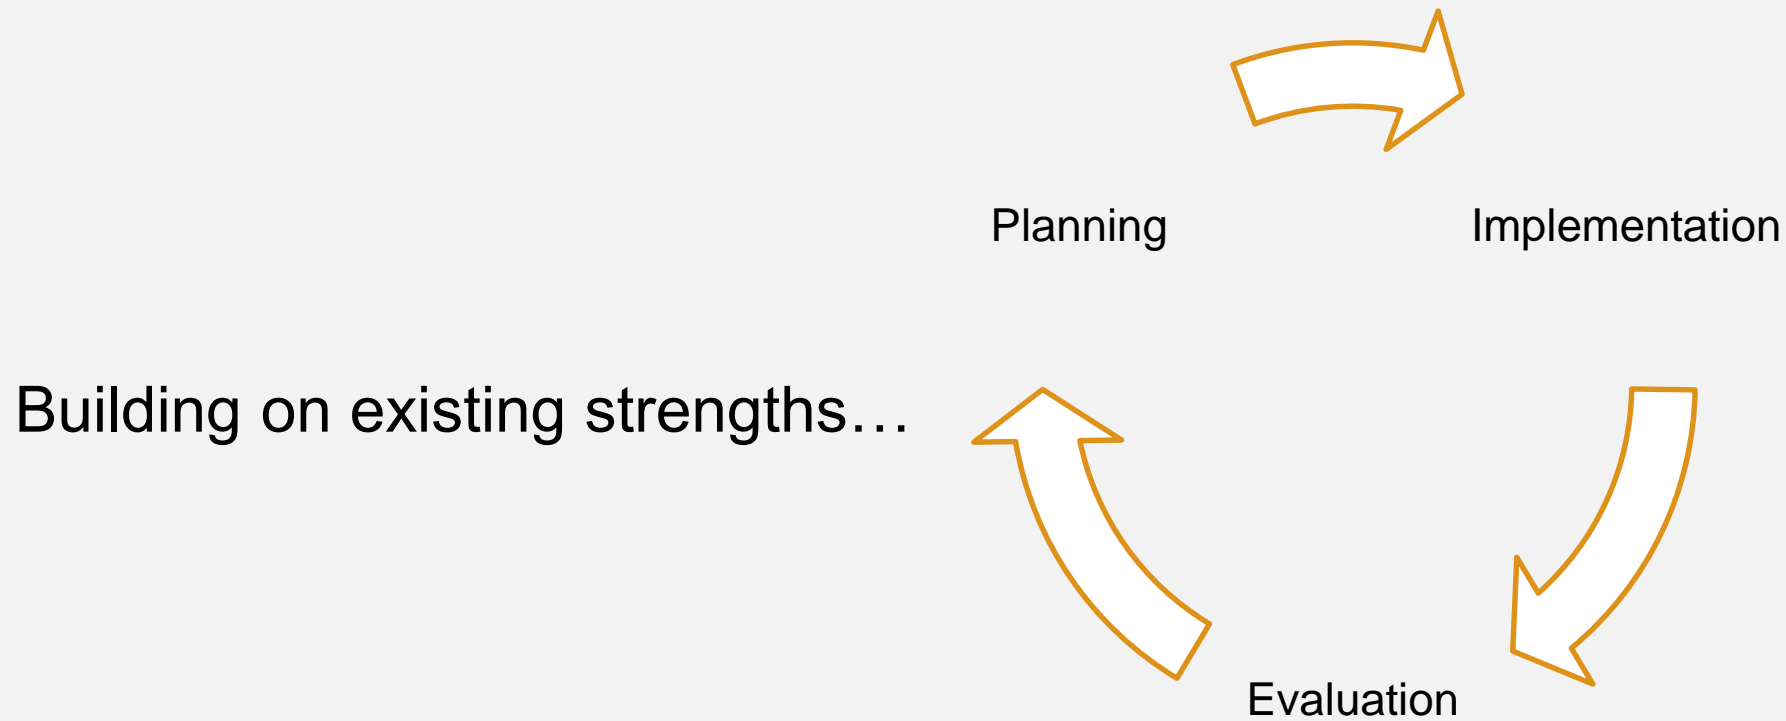 Planning
Implementation
Building on existing strengths…
Evaluation